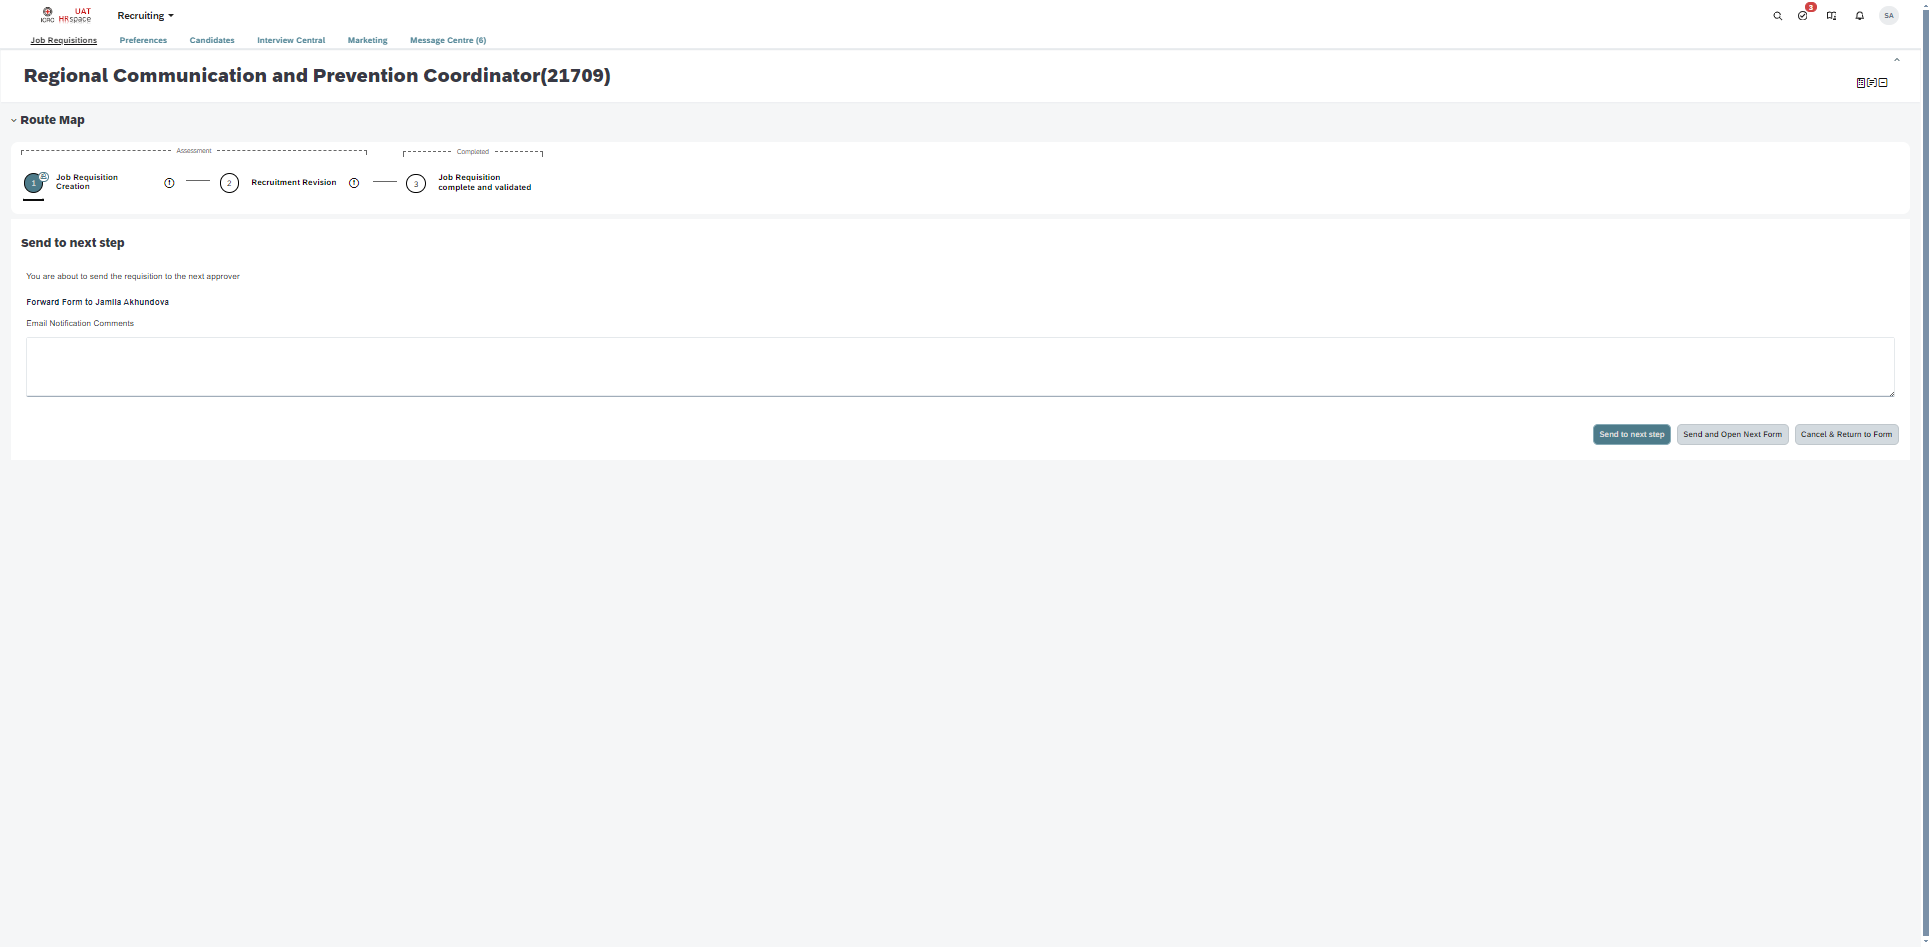 UAT
ICRC HRspace
Recruiting
3
SA
Job Requisitions
Preferences
Candidates
Interview Central
Marketing
Message Centre (6)
Regional Communication and Prevention Coordinator(21709)
Route Map
Assessment
Completed
1
Job Requisition
Creation
2
Recruitment Revision
3
Job Requisition
complete and validated
Send to next step
You are about to send the requisition to the next approver
Forward Form to Jamila Akhundova
Email Notification Comments
Send to next step
Send and Open Next Form
Cancel & Return to Form